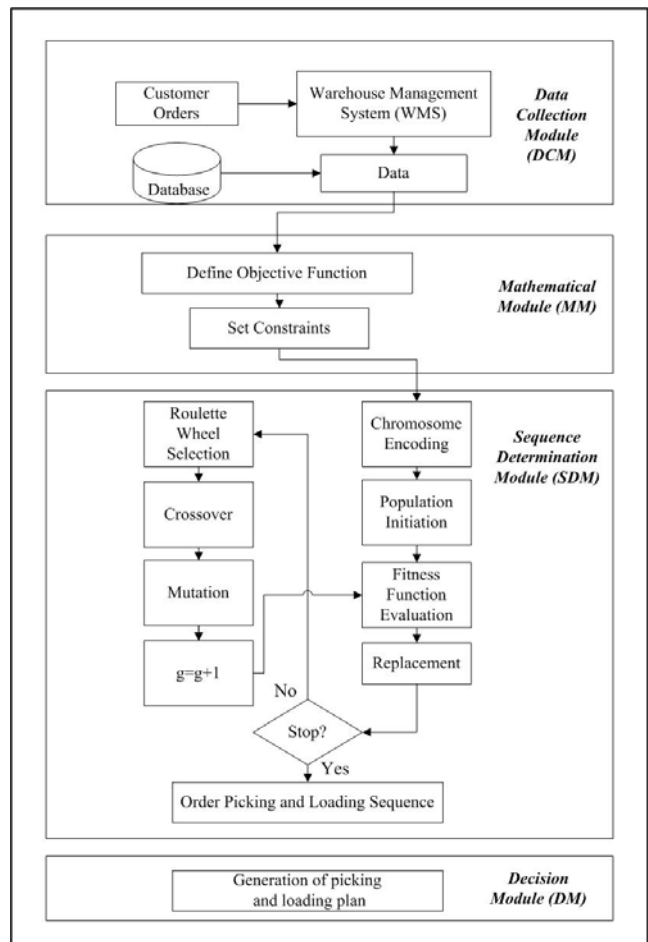 Customer
Orders
Warehouse Management
System (WMS)
Data
Collection
Module
(DCM)
Database
Data
Define Objective Function
Mathematical
Module (MM)
Set Constraints
Roulette
Wheel
Selection
Chromosome
Encoding
Sequence
Determination
Module (SDM)
Crossover
Population
Initiation
Mutation
Fitness
Function
Evaluation
g=g+1
Replacement
No
Stop?
Yes
Order Picking and Loading Sequence
Generation of picking
and loading plan
Decision
Module (DM)